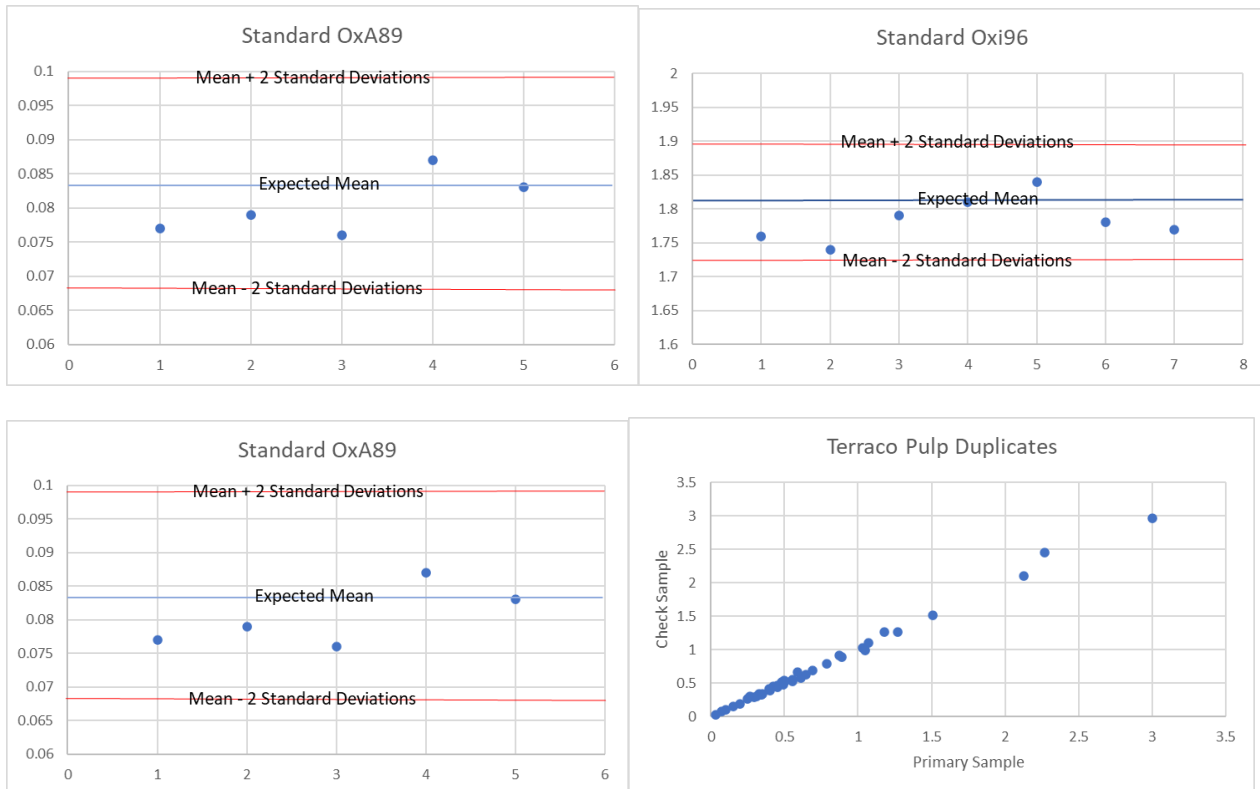 Standard OxA89
0.1
Mean + 2 Standard Deviations
0.095
0.09
0.085
Expected Mean
0.08
0.075
0.07
Mean - 2 Standard Deviations
0.065
0.06
0 1 2 3 4 5 6
Standard Oxi96
2
1.95
1.9
Mean + 2 Standard Deviations
1.85
Expected Mean
1.8
1.75
Mean - 2 Standard Deviations
1.7
1.65
1.6
0 1 2 3 4 5 6 7 8
Standard OxA89
0.1
Mean + 2 Standard Deviations
0.095
0.09
0.085
Expected Mean
0.08
0.075
0.07
Mean - 2 Standard Deviations
0.065
0.06
0 1 2 3 4 5 6
Terraco Pulp Duplicates
3.5
3
2.5
2
1.5
1
0.5
0
Check Sample
0 0.5 1 1.5 2 2.5 3 3.5
Primary Sample